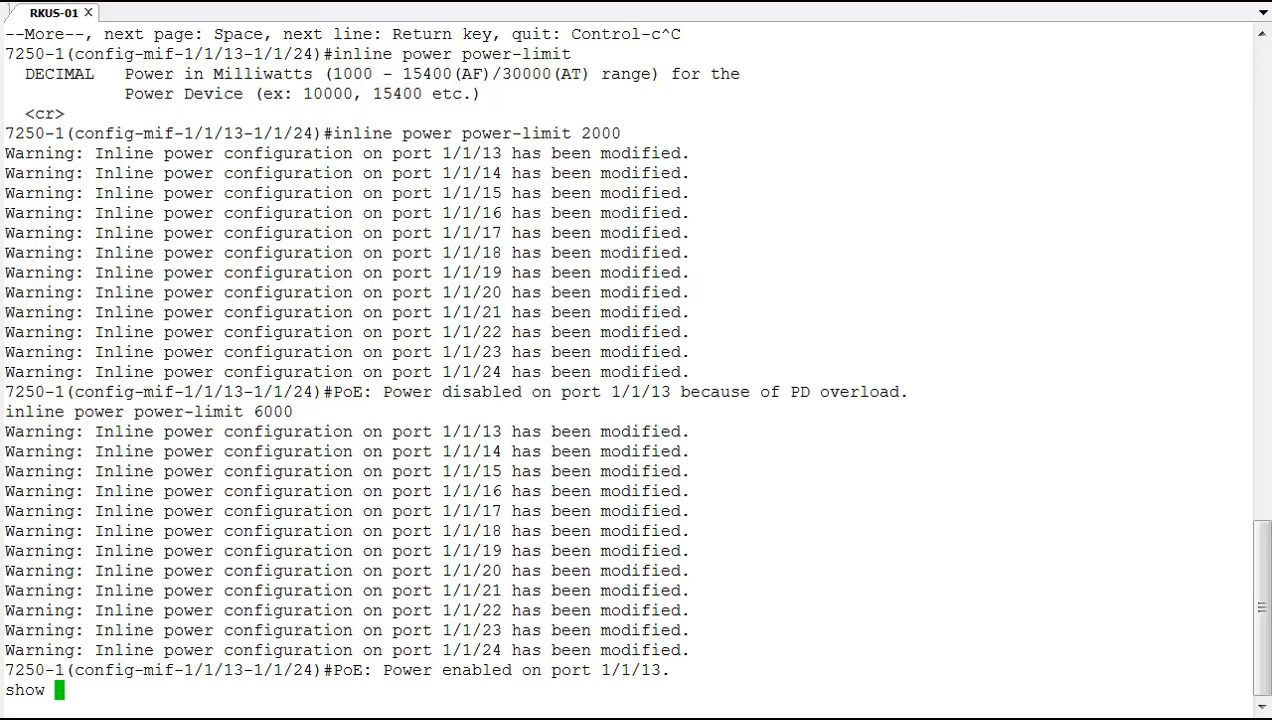 RKUS-01
--More--, next page: Space, next line: Return key, quit: Control-c^C
7250-1(config-mif-1/1/13-1/1/24)#inline power power-limit
DECIMAL   Power in Milliwatts (1000 - 15400(AF)/30000(AT) range) for the
Power Device (ex: 10000, 15400 etc.)
<cr>
7250-1(config-mif-1/1/13-1/1/24)#inline power power-limit 2000
Warning: Inline power configuration on port 1/1/13 has been modified.
Warning: Inline power configuration on port 1/1/14 has been modified.
Warning: Inline power configuration on port 1/1/15 has been modified.
Warning: Inline power configuration on port 1/1/16 has been modified.
Warning: Inline power configuration on port 1/1/17 has been modified.
Warning: Inline power configuration on port 1/1/18 has been modified.
Warning: Inline power configuration on port 1/1/19 has been modified.
Warning: Inline power configuration on port 1/1/20 has been modified.
Warning: Inline power configuration on port 1/1/21 has been modified.
Warning: Inline power configuration on port 1/1/22 has been modified.
Warning: Inline power configuration on port 1/1/23 has been modified.
Warning: Inline power configuration on port 1/1/24 has been modified.
7250-1(config-mif-1/1/13-1/1/24)#PoE: Power disabled on port 1/1/13 because of PD overload.
inline power power-limit 6000
Warning: Inline power configuration on port 1/1/13 has been modified.
Warning: Inline power configuration on port 1/1/14 has been modified.
Warning: Inline power configuration on port 1/1/15 has been modified.
Warning: Inline power configuration on port 1/1/16 has been modified.
Warning: Inline power configuration on port 1/1/17 has been modified.
Warning: Inline power configuration on port 1/1/18 has been modified.
Warning: Inline power configuration on port 1/1/19 has been modified.
Warning: Inline power configuration on port 1/1/20 has been modified.
Warning: Inline power configuration on port 1/1/21 has been modified.
Warning: Inline power configuration on port 1/1/22 has been modified.
Warning: Inline power configuration on port 1/1/23 has been modified.
Warning: Inline power configuration on port 1/1/24 has been modified.
7250-1(config-mif-1/1/13-1/1/24)#PoE: Power enabled on port 1/1/13.
show